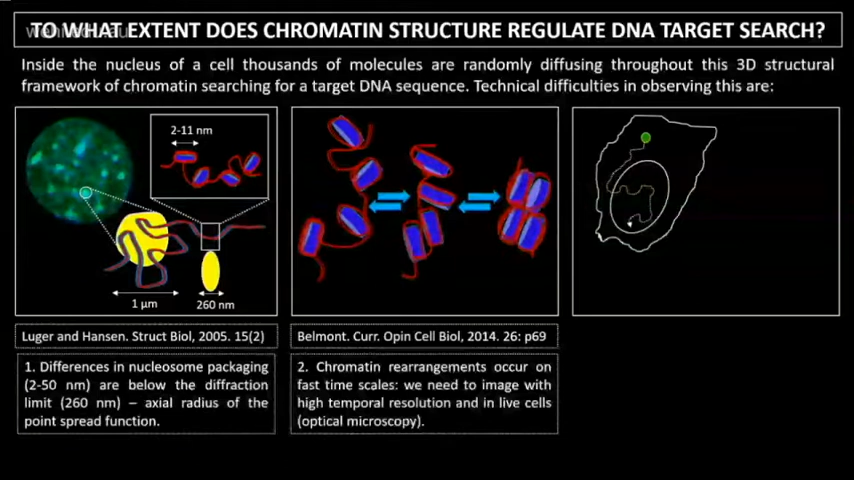 TO WHAT EXTENT DOES CHROMATIN STRUCTURE REGULATE DNA TARGET SEARCH?
Inside the nucleus of a cell thousands of molecules are randomly diffusing throughout this 3D structural
framework of chromatin searching for a target DNA sequence. Technical difficulties in observing this are:
2-11 nm
1 µm
260 nm
Luger and Hansen. Struct Biol, 2005. 15(2)
Belmont. Curr. Opin Cell Biol, 2014. 26: p69
1. Differences in nucleosome packaging
(2-50 nm) are below the diffraction
limit (260 nm) – axial radius of the
point spread function.
2. Chromatin rearrangements occur on
fast time scales: we need to image with
high temporal resolution and in live cells
(optical microscopy).